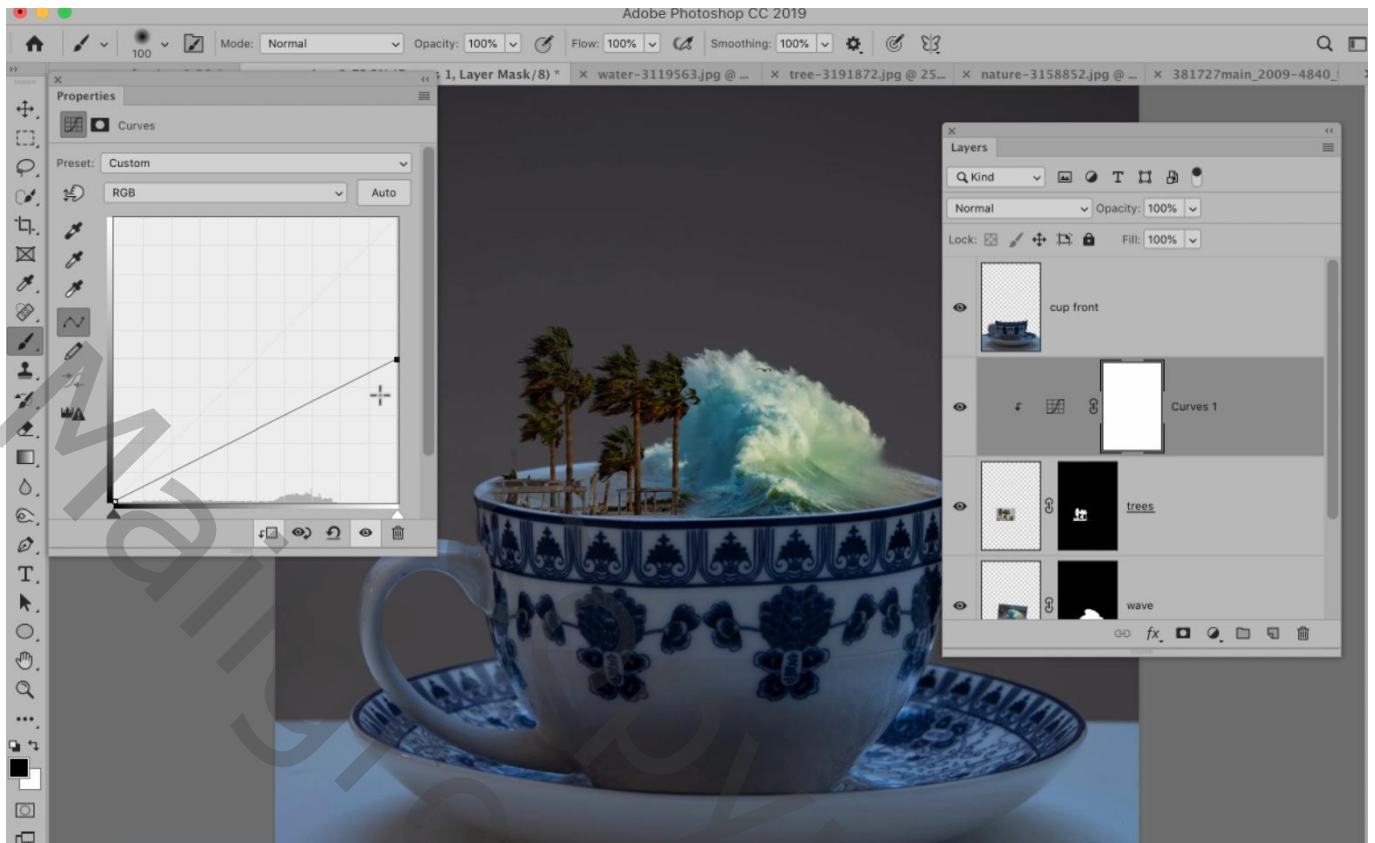 Adobe Photoshop CC 2019
100
Mode: Normal
Opacity: 100%
Flow: 100%
Smoothing: 100%
1, Layer Mask/8) *
× water-3119563.jpg @ ...
× tree-3191872.jpg @ 25...
× nature-3158852.jpg @ ...
× 381727main_2009-4840_
Properties
Curves
Preset: Custom
RGB
Auto
Layers
Kind
Normal
Opacity: 100%
Lock:
Fill: 100%
cup front
Curves 1
trees
wave
fx